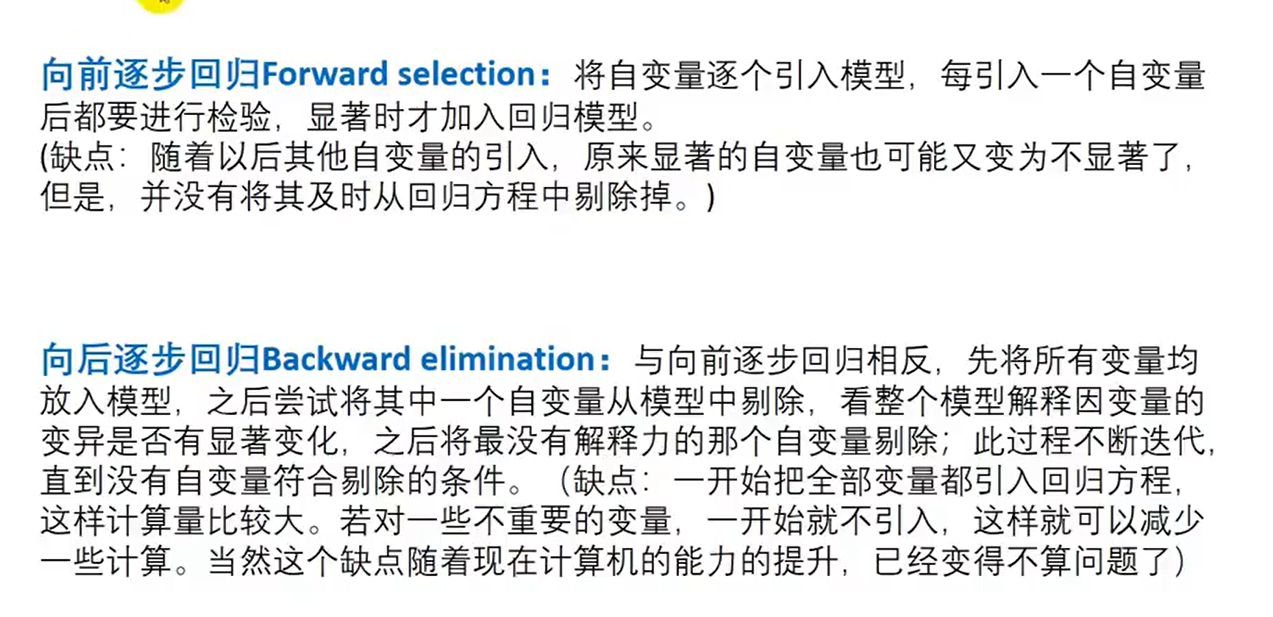 向前逐步回归Forward selection：将自变量逐个引入模型，每引入一个自变量
后都要进行检验，显著时才加入回归模型。
(缺点：随着以后其他自变量的引入，原来显著的自变量也可能又变为不显著了，
但是，并没有将其及时从回归方程中剔除掉。)
向后逐步回归Backward elimination：与向前逐步回归相反，先将所有变量均
放入模型，之后尝试将其中一个自变量从模型中剔除，看整个模型解释因变量的
变异是否有显著变化，之后将最没有解释力的那个自变量剔除；此过程不断迭代，
直到没有自变量符合剔除的条件。（缺点：一开始把全部变量都引入回归方程，
这样计算量比较大。若对一些不重要的变量，一开始就不引入，这样就可以减少
一些计算。当然这个缺点随着现在计算机的能力的提升，已经变得不算问题了）